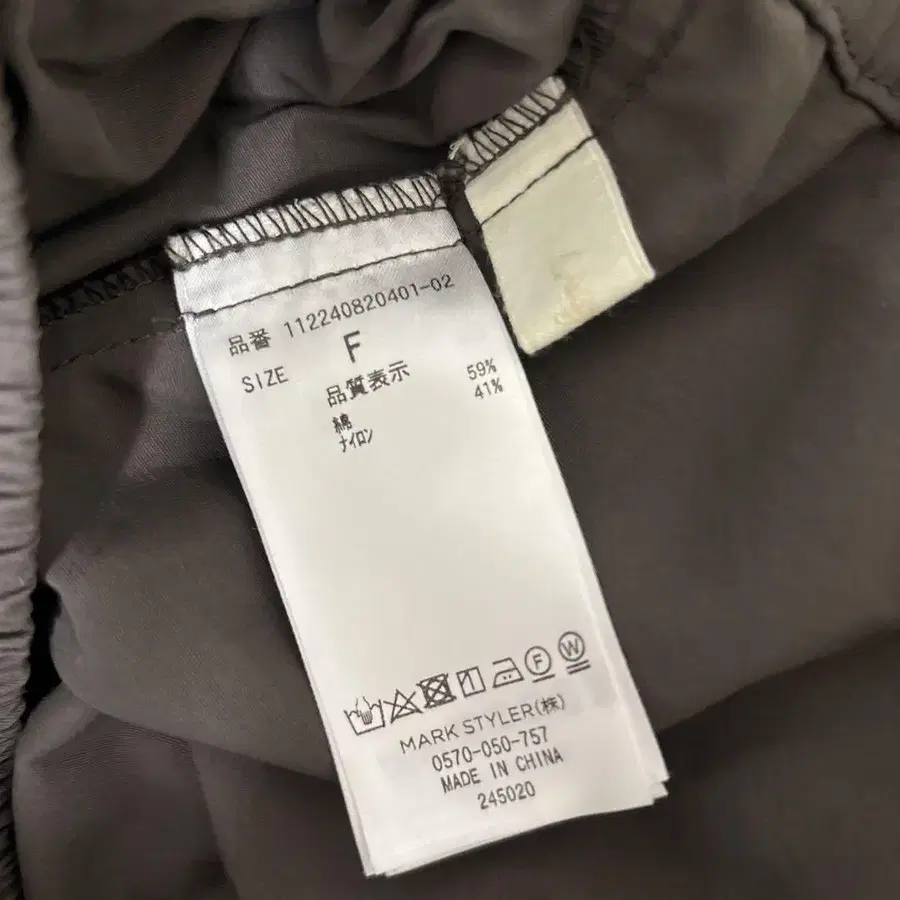 品番 112240820401-02
SIZE F
品質表示
綿 59%
ﾅｲﾛﾝ 41%
F W
MARK STYLER(株)
0570-050-757
MADE IN CHINA
245020